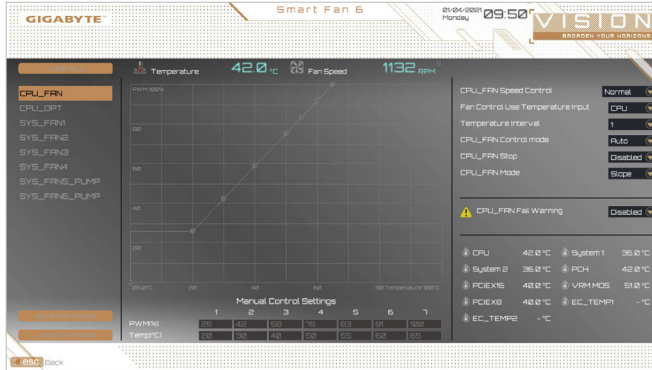 GIGABYTE™
Smart Fan 6
01/04/2021
Monday
09:50
VISION
BROADEN YOUR HORIZONS
Temperature 42.0 °C Fan Speed 1132 RPM
CPU_FAN
CPU_OPT
SYS_FAN1
SYS_FAN2
SYS_FAN3
SYS_FAN4
SYS_FAN5_PUMP
SYS_FAN6_PUMP
PWM 100%
80
60
40
20
20
40
60
80 Temperature 100°C
Manual Control Settings
1 2 3 4 5 6 7
PWM(%) 25 42 58 75 83 91 100
Temp(°C) 20 30 40 50 55 60 65
CPU_FAN Speed Control Normal
Fan Control Use Temperature Input CPU
Temperature Interval 1
CPU_FAN Control mode Auto
CPU_FAN Stop Disabled
CPU_FAN Mode Slope
CPU_FAN Fail Warning Disabled
CPU 42.0 °C System 1 36.0 °C
System 2 36.0 °C PCH 42.0 °C
PCIEX16 40.0 °C VRM MOS 51.0 °C
PCIEX8 40.0 °C EC_TEMP1 - °C
EC_TEMP2 - °C
esc Back